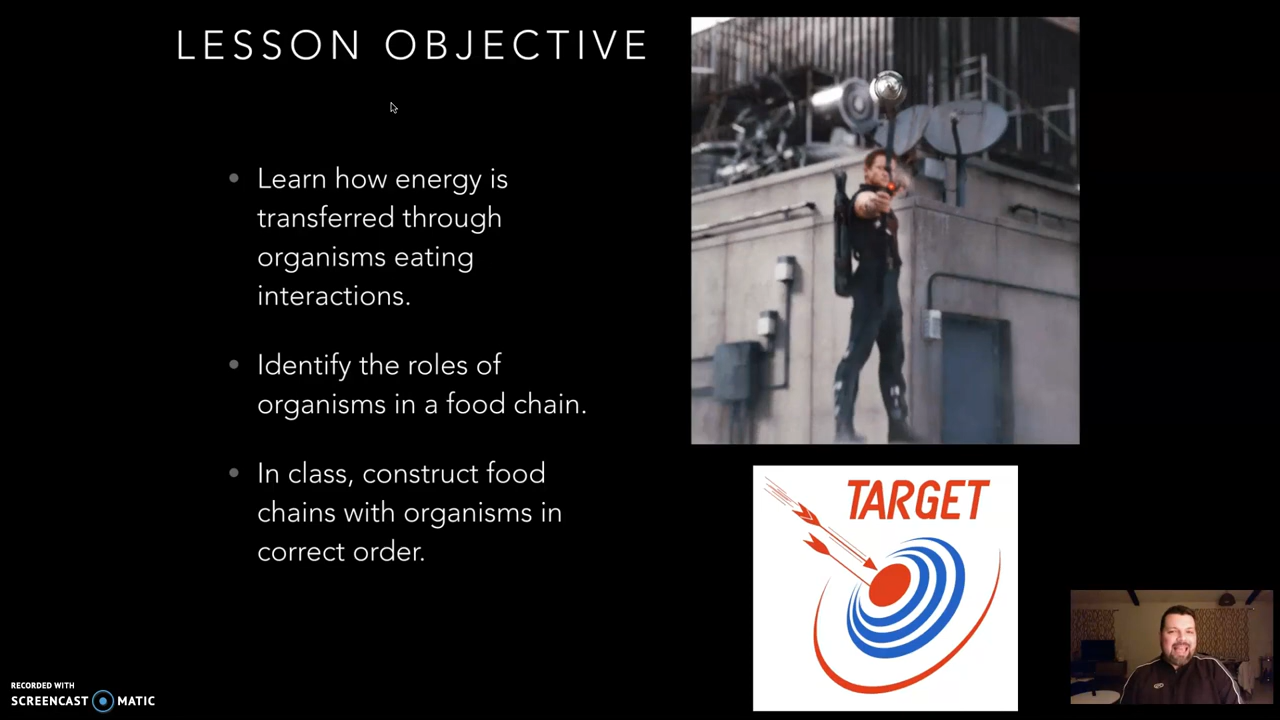 LESSON OBJECTIVE
Learn how energy is
transferred through
organisms eating
interactions.
Identify the roles of
organisms in a food chain.
In class, construct food
chains with organisms in
correct order.
TARGET
RECORDED WITH
SCREENCAST MATIC